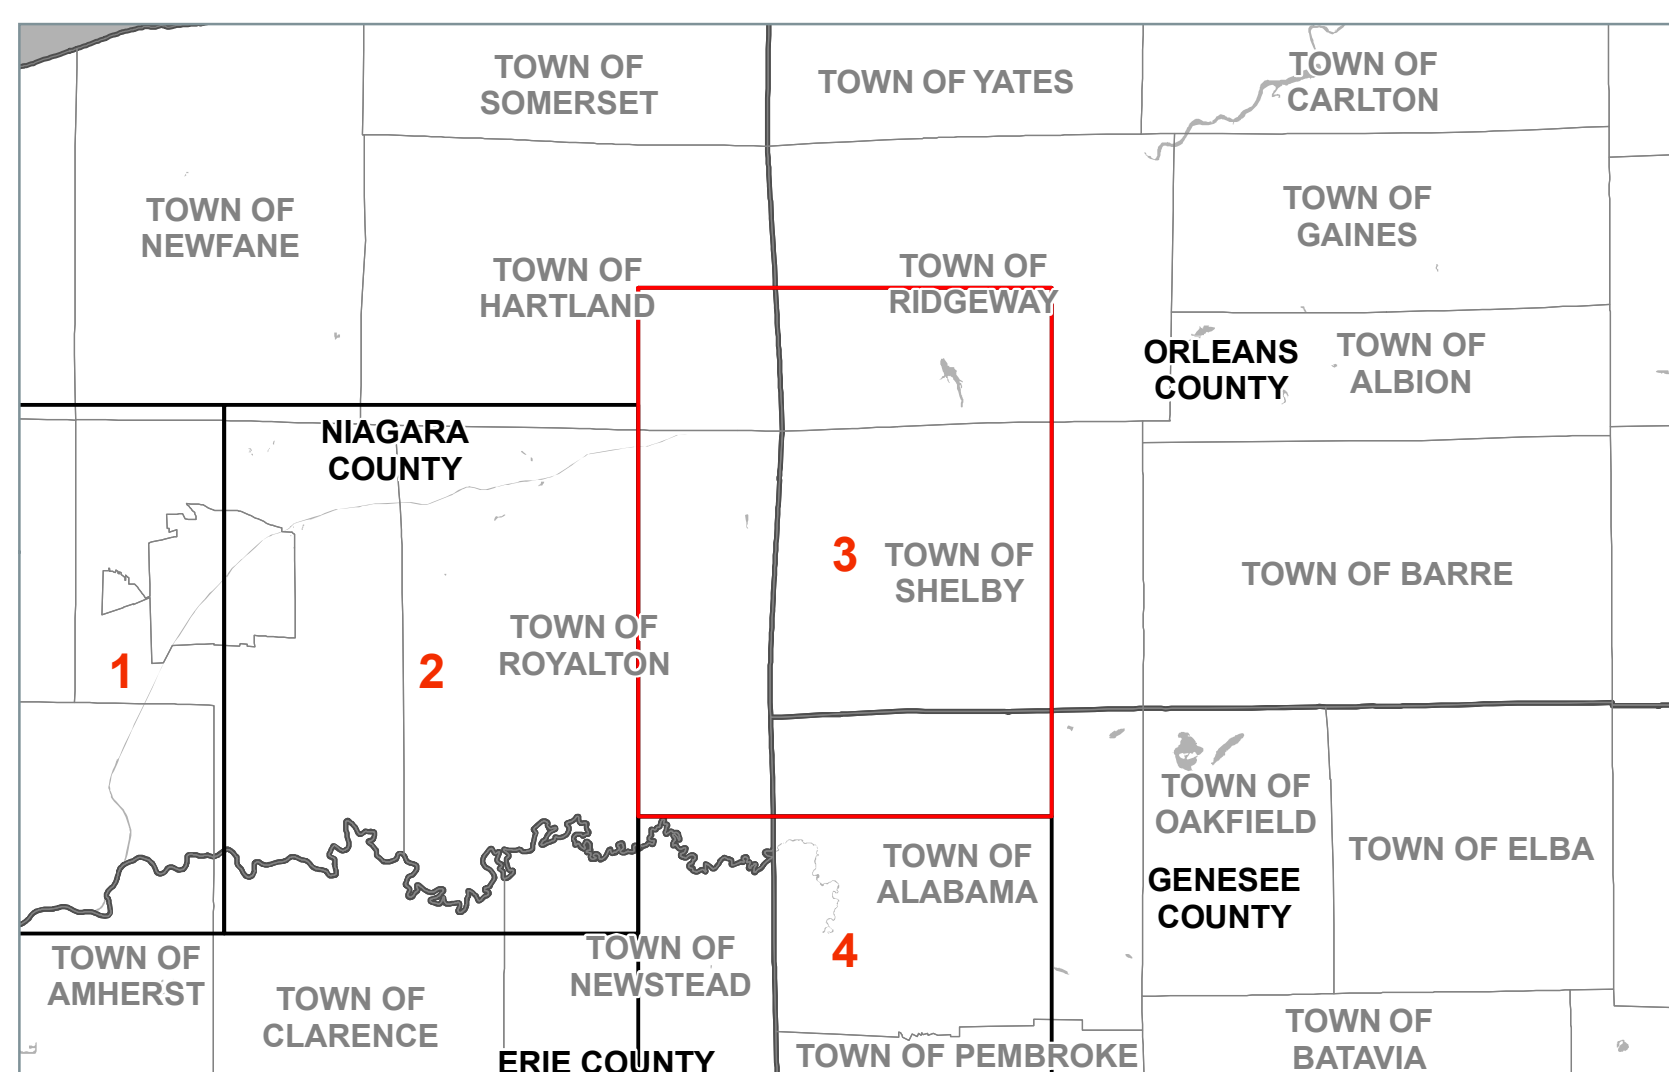 TOWN OF
SOMERSET
TOWN OF YATES
TOWN OF
CARLTON
TOWN OF
NEWFANE
TOWN OF
GAINES
TOWN OF
HARTLAND
TOWN OF
RIDGEWAY
ORLEANS
COUNTY
TOWN OF
ALBION
NIAGARA
COUNTY
3
TOWN OF
SHELBY
TOWN OF BARRE
1
2
TOWN OF
ROYALTON
TOWN OF
OAKFIELD
TOWN OF ELBA
TOWN OF
ALABAMA
GENESEE
COUNTY
TOWN OF
AMHERST
TOWN OF
NEWSTEAD
4
TOWN OF
CLARENCE
TOWN OF
BATAVIA
ERIE COUNTY
TOWN OF PEMBROKE